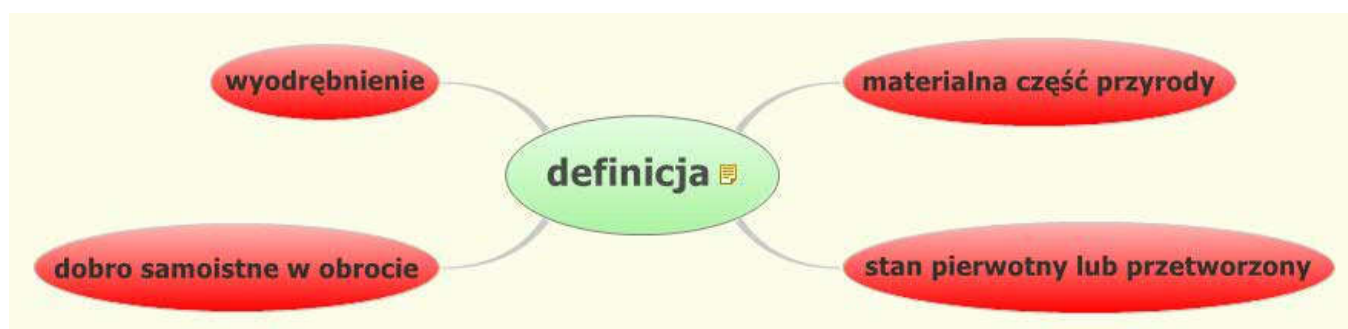 wyodrębnienie
materialna część przyrody
definicja
dobro samoistne w obrocie
stan pierwotny lub przetworzony